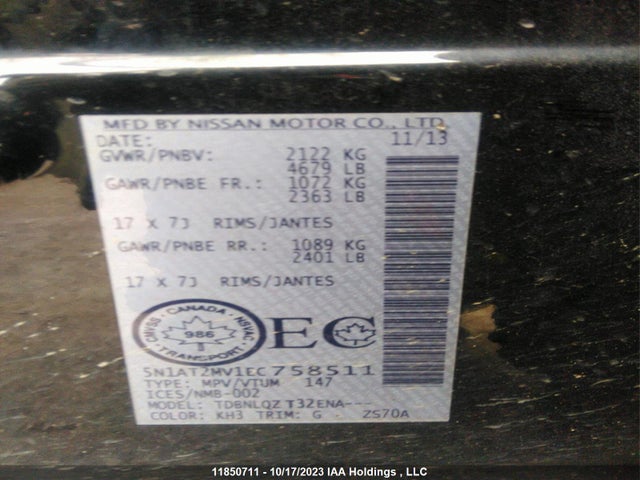 MFD BY NISSAN MOTOR CO., LTD.
DATE: 11/13
GVWR/PNBV: 2122 KG
4679 LB
GAWR/PNBE FR.: 1072 KG
2363 LB
17 X 7J RIMS/JANTES
GAWR/PNBE RR.: 1089 KG
2401 LB
17 X 7J RIMS/JANTES
CANADA
CMVSS 986 NSVAC
TRANSPORT
EC
5N1AT2MV1EC758511
TYPE: MPV/VTUM 147
ICES/NMB-002
MODEL: TDBNLQZ T32ENA---
COLOR: KH3 TRIM: G - ZS70A
11850711 - 10/17/2023 IAA Holdings , LLC